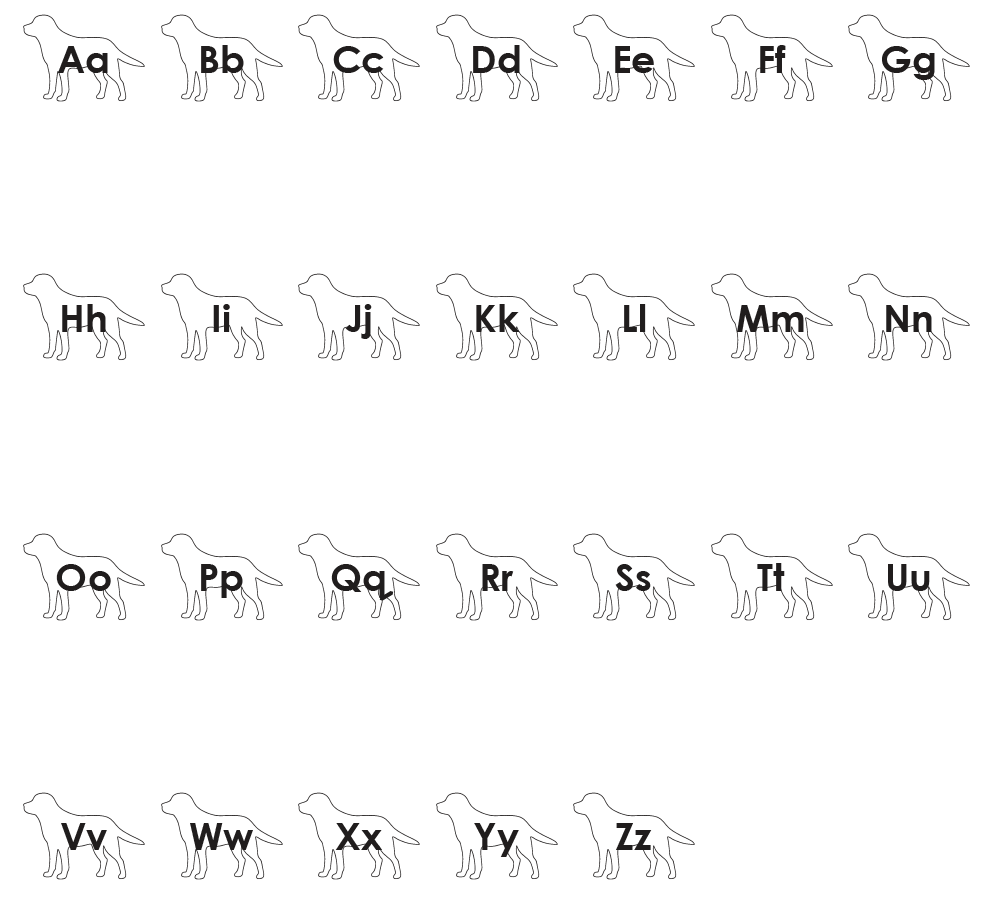 Aa Bb Cc Dd Ee Ff Gg
Hh Ii Jj Kk Ll Mm Nn
Oo Pp Qq Rr Ss Tt Uu
Vv Ww Xx Yy Zz